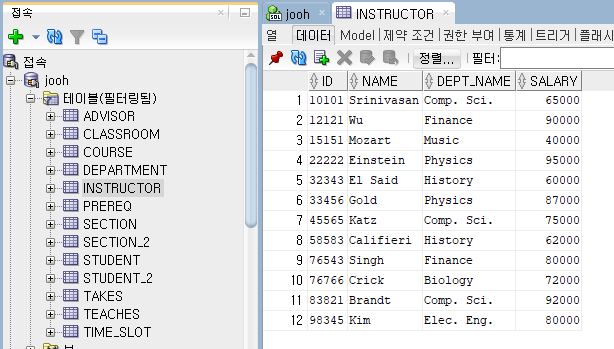 접속
접속
jooh
테이블(필터링됨)
ADVISOR
CLASSROOM
COURSE
DEPARTMENT
INSTRUCTOR
PREREQ
SECTION
SECTION_2
STUDENT
STUDENT_2
TAKES
TEACHES
TIME_SLOT
jooh INSTRUCTOR
열 데이터 Model 제약 조건 권한 부여 통계 트리거 플래시
정렬... 필터:
ID NAME DEPT_NAME SALARY
1 10101 Srinivasan Comp. Sci. 65000
2 12121 Wu Finance 90000
3 15151 Mozart Music 40000
4 22222 Einstein Physics 95000
5 32343 El Said History 60000
6 33456 Gold Physics 87000
7 45565 Katz Comp. Sci. 75000
8 58583 Califieri History 62000
9 76543 Singh Finance 80000
10 76766 Crick Biology 72000
11 83821 Brandt Comp. Sci. 92000
12 98345 Kim Elec. Eng. 80000